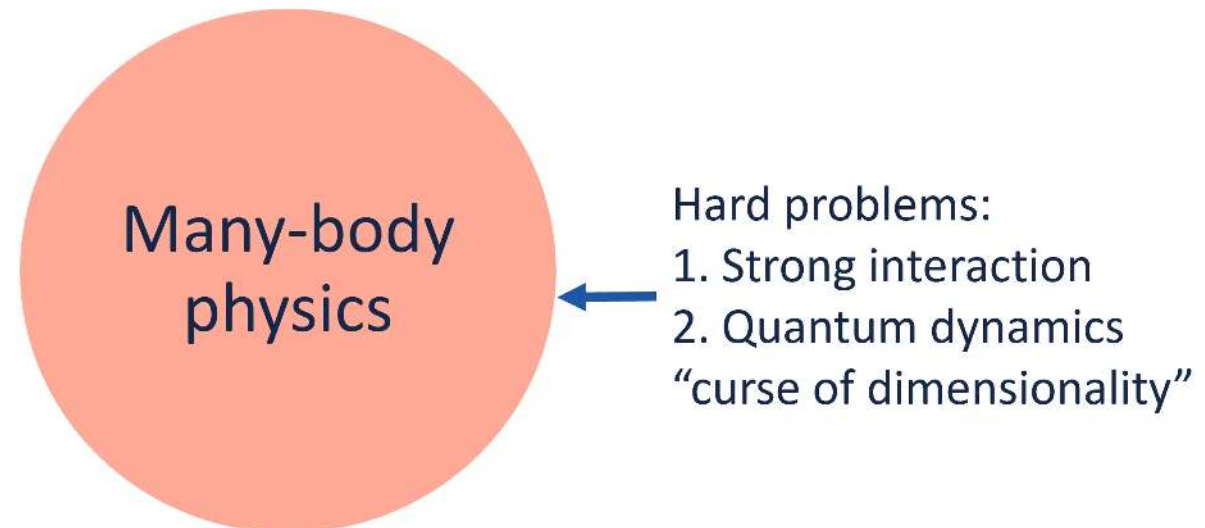 Many-body
physics
Hard problems:
1. Strong interaction
2. Quantum dynamics
“curse of dimensionality”